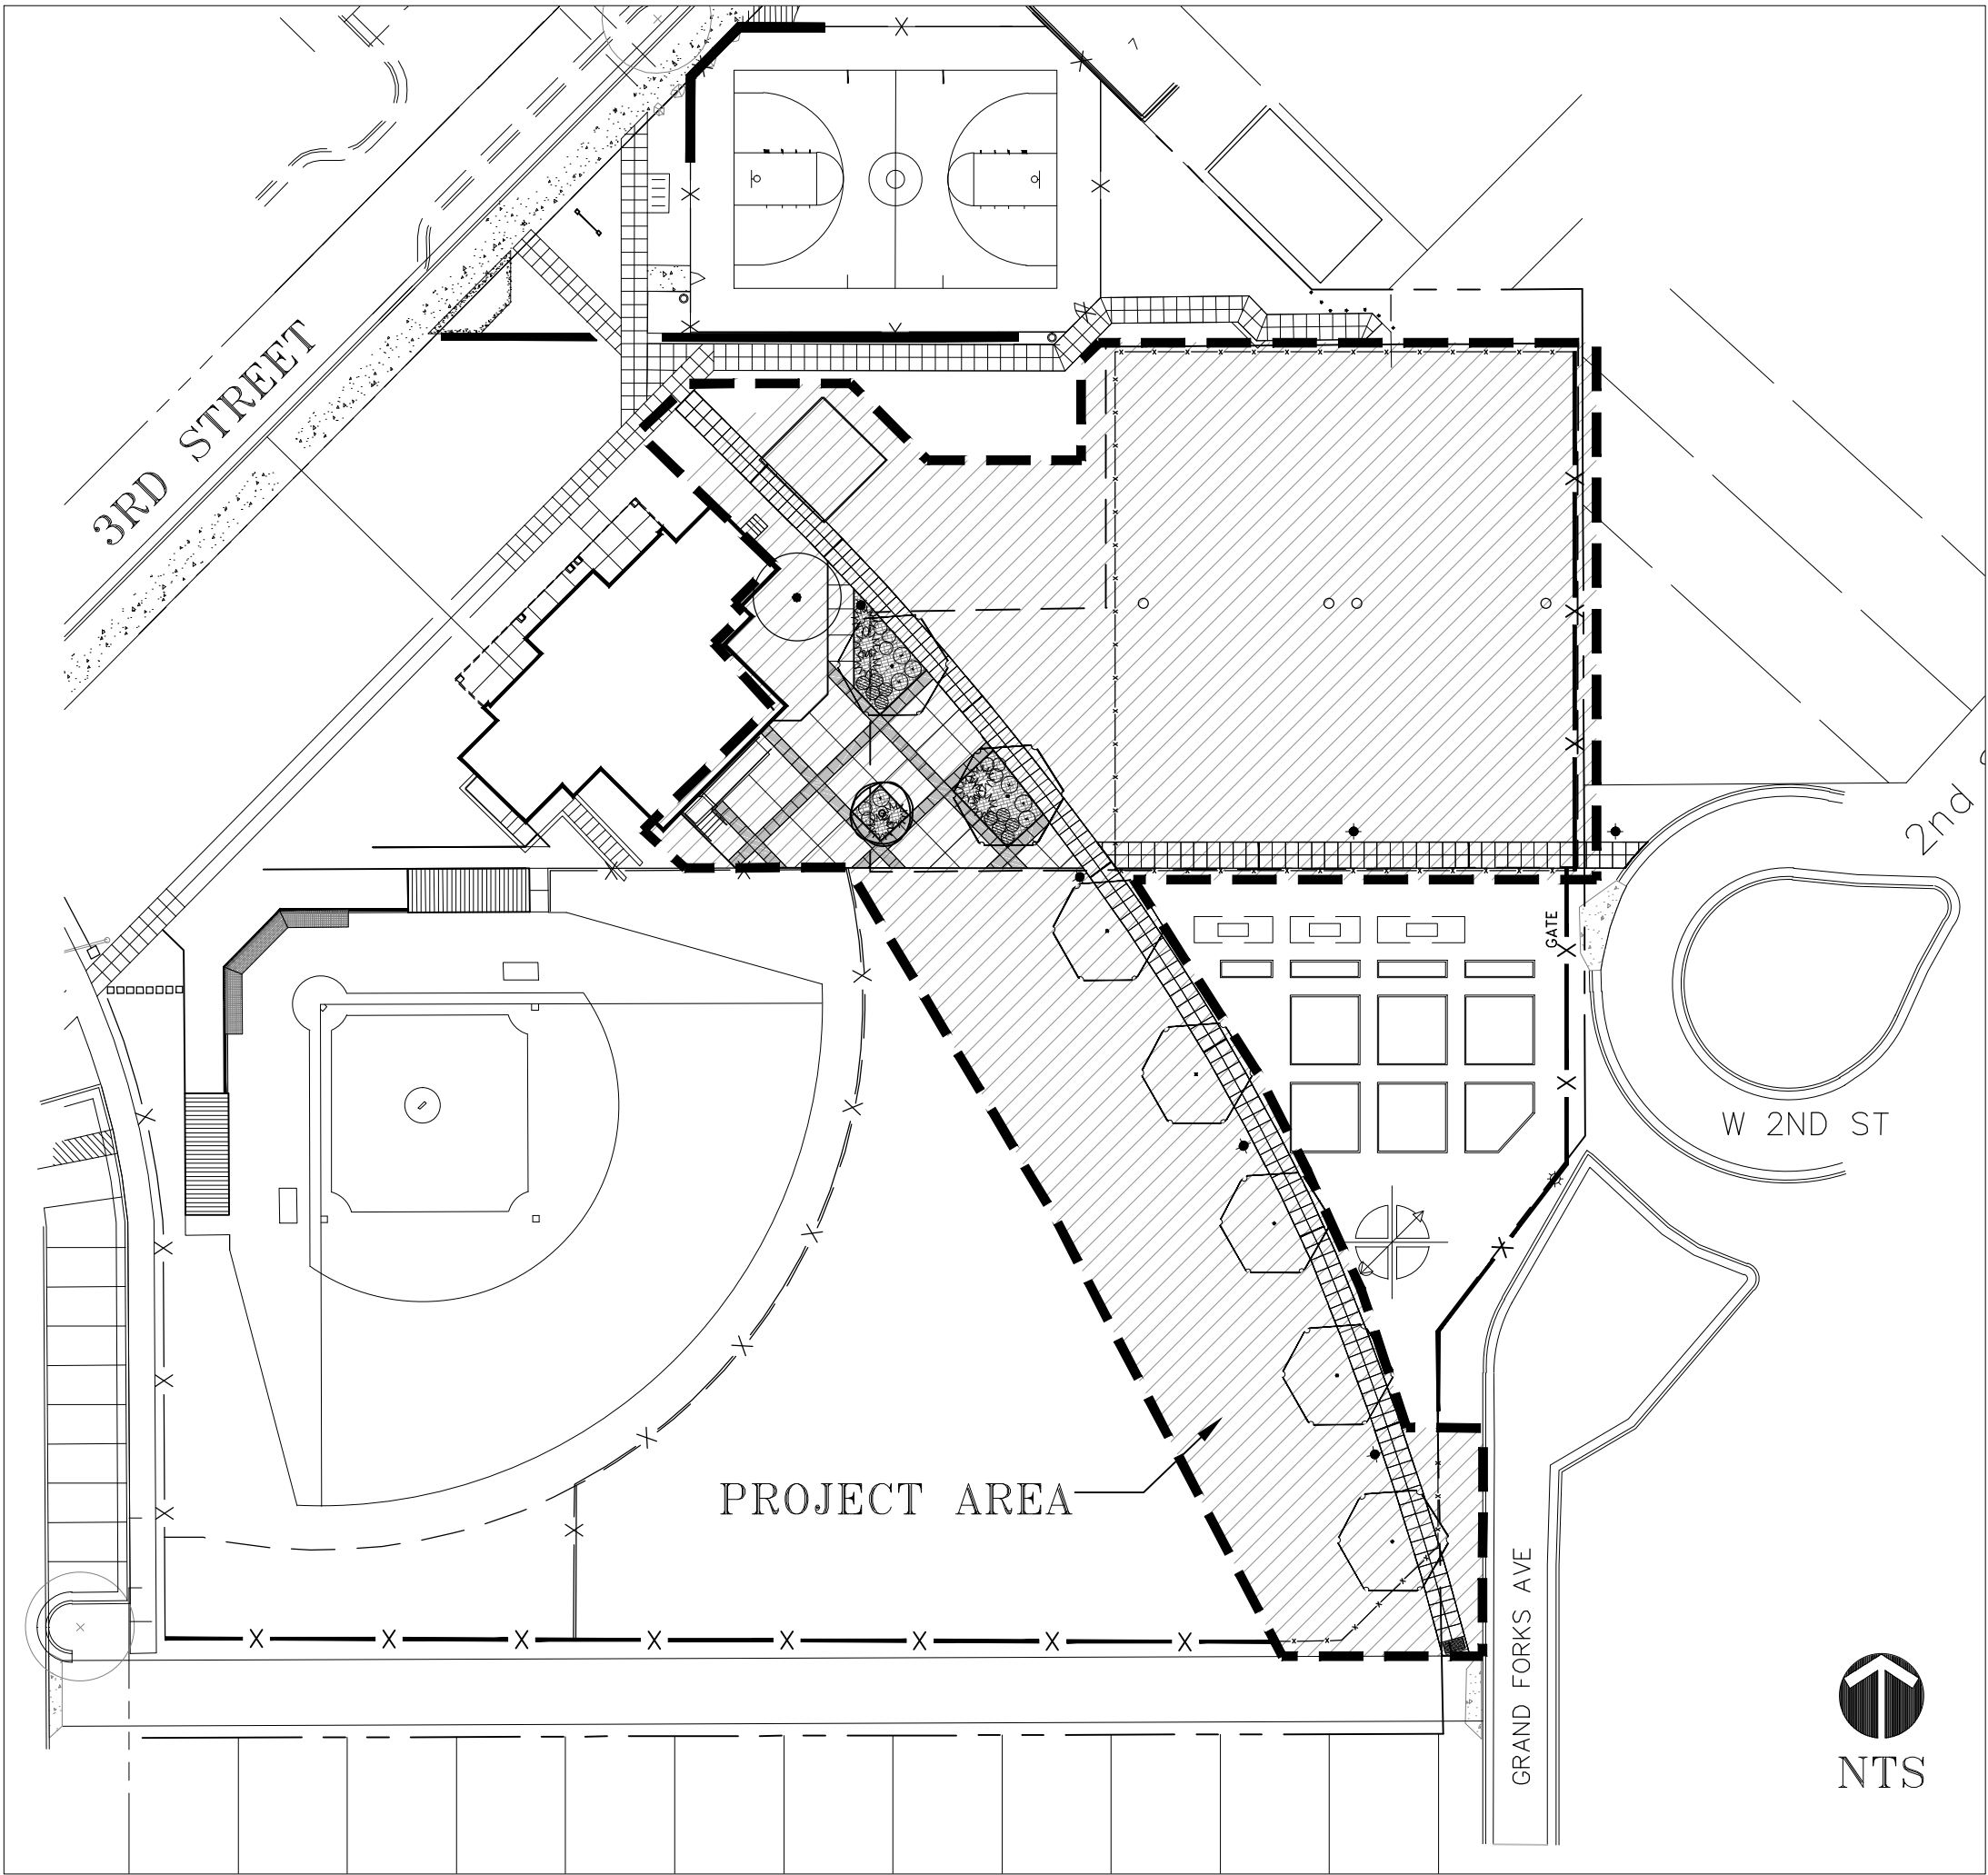 3RD STREET
2nd
GATE
W 2ND ST
PROJECT AREA
GRAND FORKS AVE
NTS